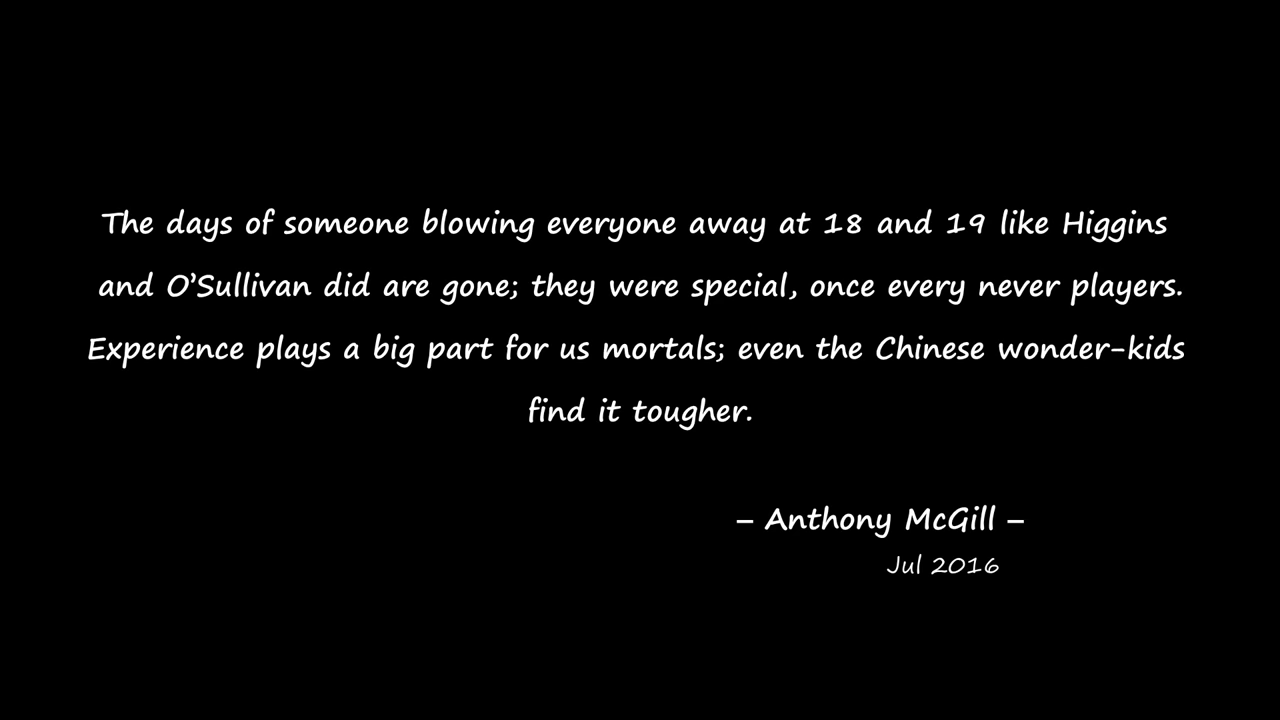 The days of someone blowing everyone away at 18 and 19 like Higgins
and O’Sullivan did are gone; they were special, once every never players.
Experience plays a big part for us mortals; even the Chinese wonder-kids
find it tougher.
– Anthony McGill –
Jul 2016